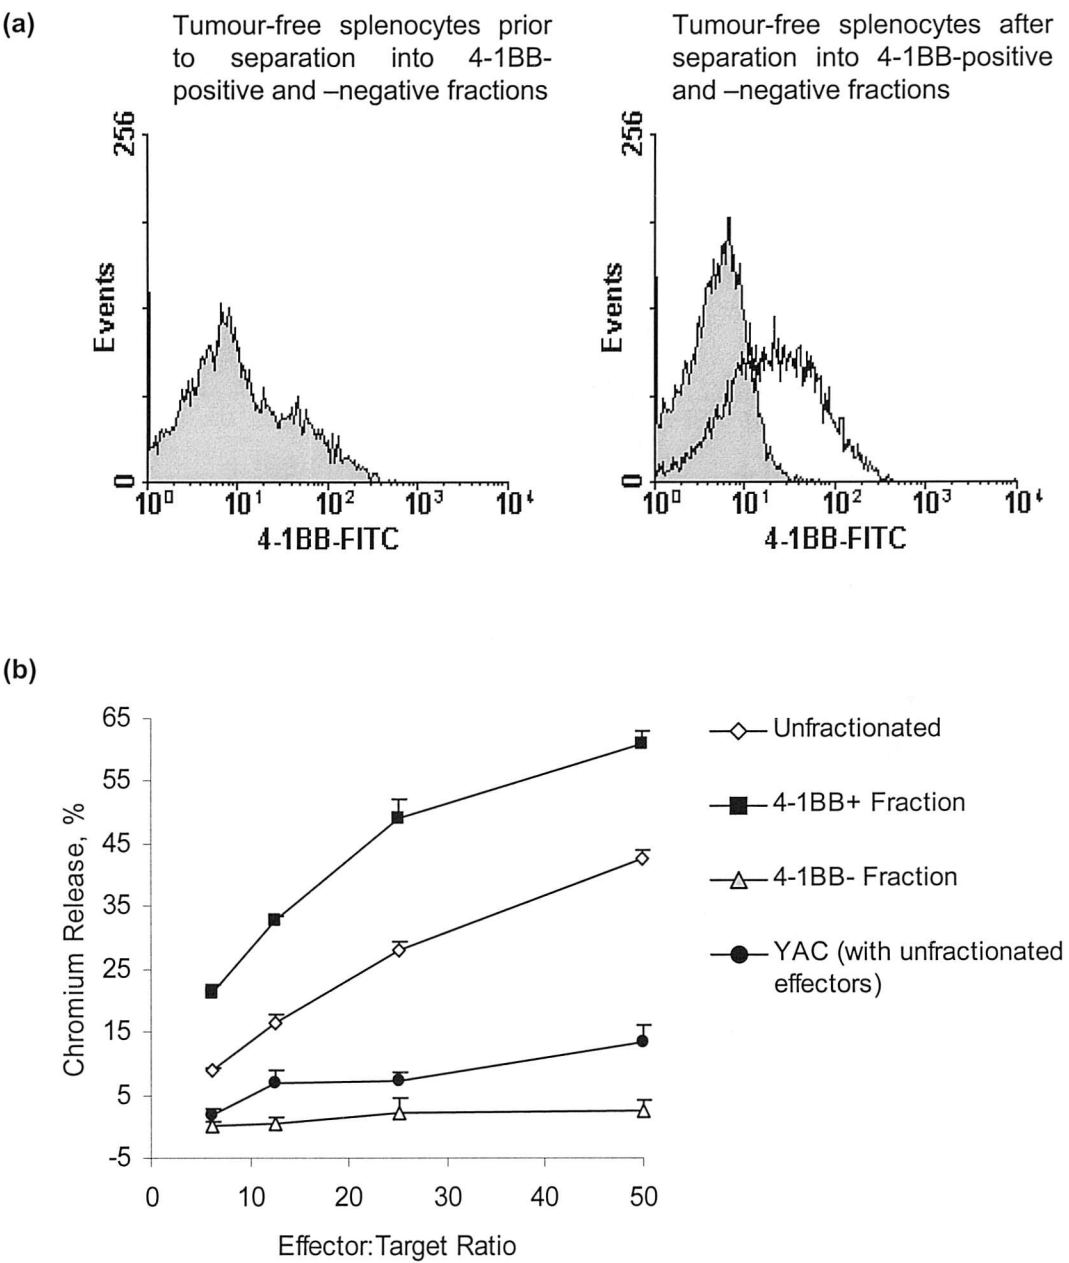 (a)
Tumour-free splenocytes prior
to separation into 4-1BB-
positive and –negative fractions
Tumour-free splenocytes after
separation into 4-1BB-positive
and –negative fractions
256
Events
0
10⁰ 10¹ 10² 10³ 10⁴
4-1BB-FITC
256
Events
0
10⁰ 10¹ 10² 10³ 10⁴
4-1BB-FITC
(b)
65
55
45
35
25
15
5
-5
Chromium Release, %
0 10 20 30 40 50
Effector:Target Ratio
Unfractionated
4-1BB+ Fraction
4-1BB- Fraction
YAC (with unfractionated
effectors)